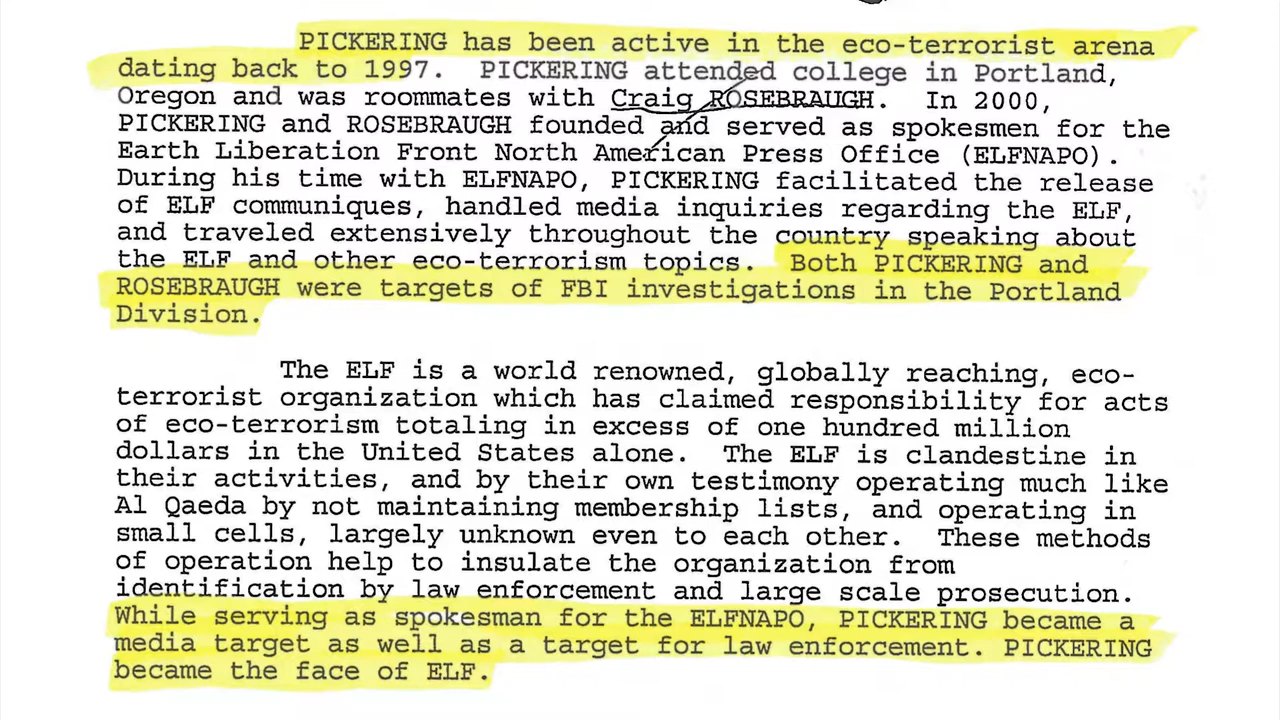 PICKERING has been active in the eco-terrorist arena
dating back to 1997. PICKERING attended college in Portland,
Oregon and was roommates with Craig ROSEBRAUGH. In 2000,
PICKERING and ROSEBRAUGH founded and served as spokesmen for the
Earth Liberation Front North American Press Office (ELFNAPO).
During his time with ELFNAPO, PICKERING facilitated the release
of ELF communiques, handled media inquiries regarding the ELF,
and traveled extensively throughout the country speaking about
the ELF and other eco-terrorism topics. Both PICKERING and
ROSEBRAUGH were targets of FBI investigations in the Portland
Division.
The ELF is a world renowned, globally reaching, eco-
terrorist organization which has claimed responsibility for acts
of eco-terrorism totaling in excess of one hundred million
dollars in the United States alone. The ELF is clandestine in
their activities, and by their own testimony operating much like
Al Qaeda by not maintaining membership lists, and operating in
small cells, largely unknown even to each other. These methods
of operation help to insulate the organization from
identification by law enforcement and large scale prosecution.
While serving as spokesman for the ELFNAPO, PICKERING became a
media target as well as a target for law enforcement. PICKERING
became the face of ELF.